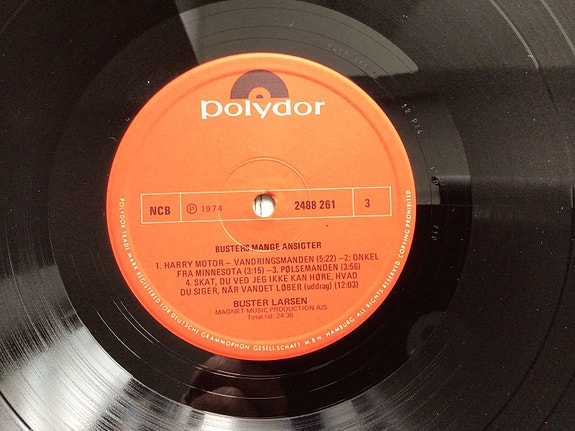 polydor
NCB ℗ 1974 2488 261 3
BUSTERS MANGE ANSIGTER
1. HARRY MOTOR – VANDRINGSMANDEN (5:22) –2: ONKEL
FRA MINNESOTA (3:15) –3. PØLSEMANDEN (3:56)
4. SKAT, DU VED JEG IKKE KAN HØRE, HVAD
DU SIGER, NÅR VANDET LØBER (uddrag) (12:03)
BUSTER LARSEN
MAGNET MUSIC PRODUCTION A/S
Total tid: 24:36
POLYDOR (TRADE) MARK REGISTERED FOR DEUTSCHE GRAMMOPHON GESELLSCHAFT M B H, HAMBURG. ALL RIGHTS RESERVED COPYING PROHIBITED